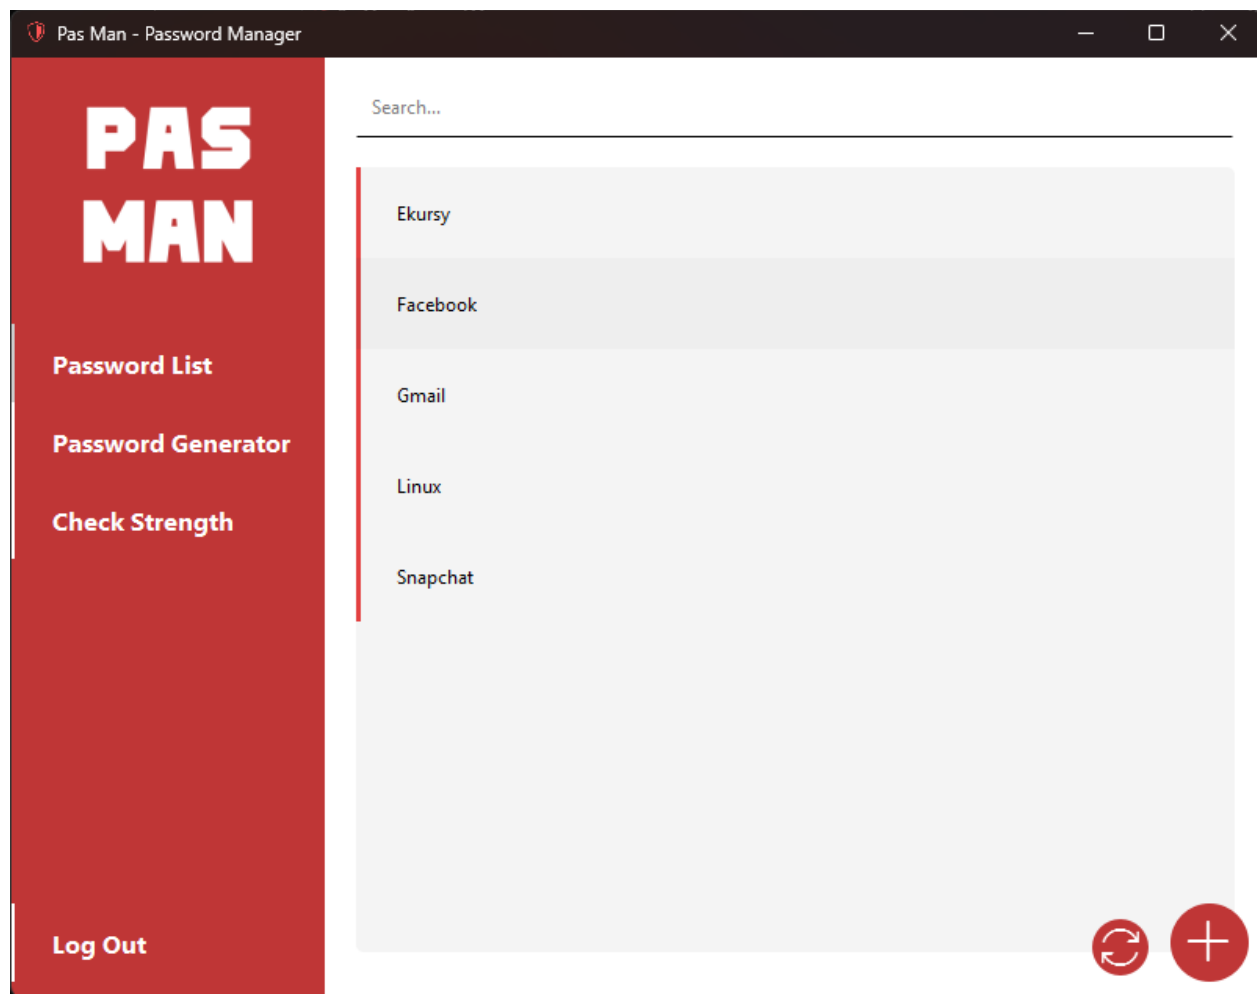 Pas Man - Password Manager
PAS
MAN
Password List
Password Generator
Check Strength
Log Out
Search...
Ekursy
Facebook
Gmail
Linux
Snapchat